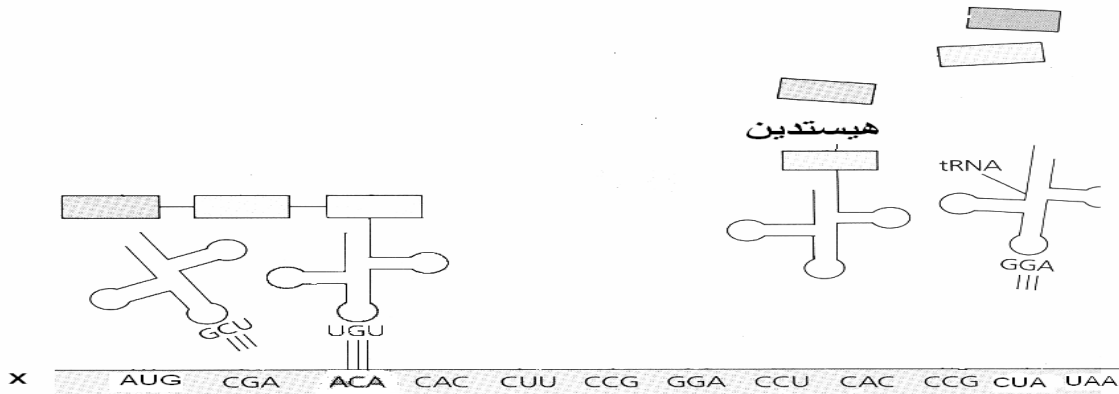 هيستدين
tRNA
GGA
GCU
UGU
X AUG CGA ACA CAC CUU CCG GGA CCU CAC CCG CUA UAA